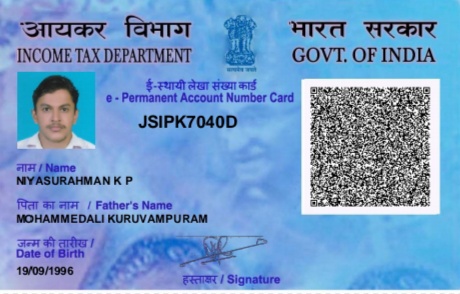 आयकर विभाग
INCOME TAX DEPARTMENT
भारत सरकार
GOVT. OF INDIA
ई-स्थायी लेखा संख्या कार्ड
e - Permanent Account Number Card
JSIPK7040D
नाम / Name
NIYASURAHMAN K P
पिता का नाम / Father's Name
MOHAMMEDALI KURUVAMPURAM
जन्म की तारीख /
Date of Birth
19/09/1996
हस्ताक्षर / Signature